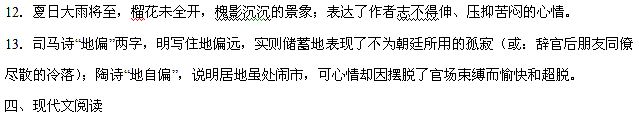 12．夏日大雨将至，榴花未全开，槐影沉沉的景象；表达了作者志不得伸、压抑苦闷的心情。
13．司马诗“地偏”两字，明写住地偏远，实则储蓄地表现了不为朝廷所用的孤寂（或：辞官后朋友同僚
尽散的泠落）；陶诗“地自偏”，说明居地虽处闹市，可心情却因摆脱了官场束缚而愉快和超脱。
四、现代文阅读